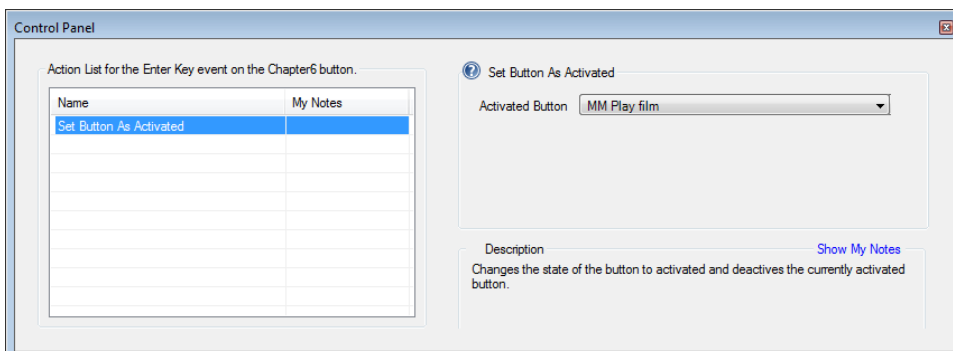 Control Panel
Action List for the Enter Key event on the Chapter6 button.
Name My Notes
Set Button As Activated
Set Button As Activated
Activated Button MM Play film
Description Show My Notes
Changes the state of the button to activated and deactives the currently activated
button.